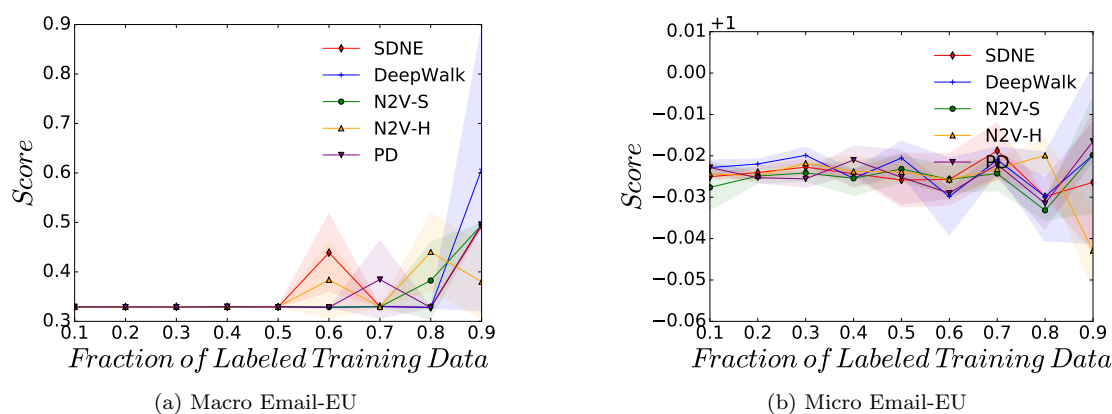 0.9
0.8
0.7
0.6
0.5
0.4
0.3
Score
SDNE
DeepWalk
N2V-S
N2V-H
PD
0.1 0.2 0.3 0.4 0.5 0.6 0.7 0.8 0.9
Fraction of Labeled Training Data
(a) Macro Email-EU
+1
0.01
0.00
−0.01
−0.02
−0.03
−0.04
−0.05
−0.06
Score
SDNE
DeepWalk
N2V-S
N2V-H
PD
0.1 0.2 0.3 0.4 0.5 0.6 0.7 0.8 0.9
Fraction of Labeled Training Data
(b) Micro Email-EU